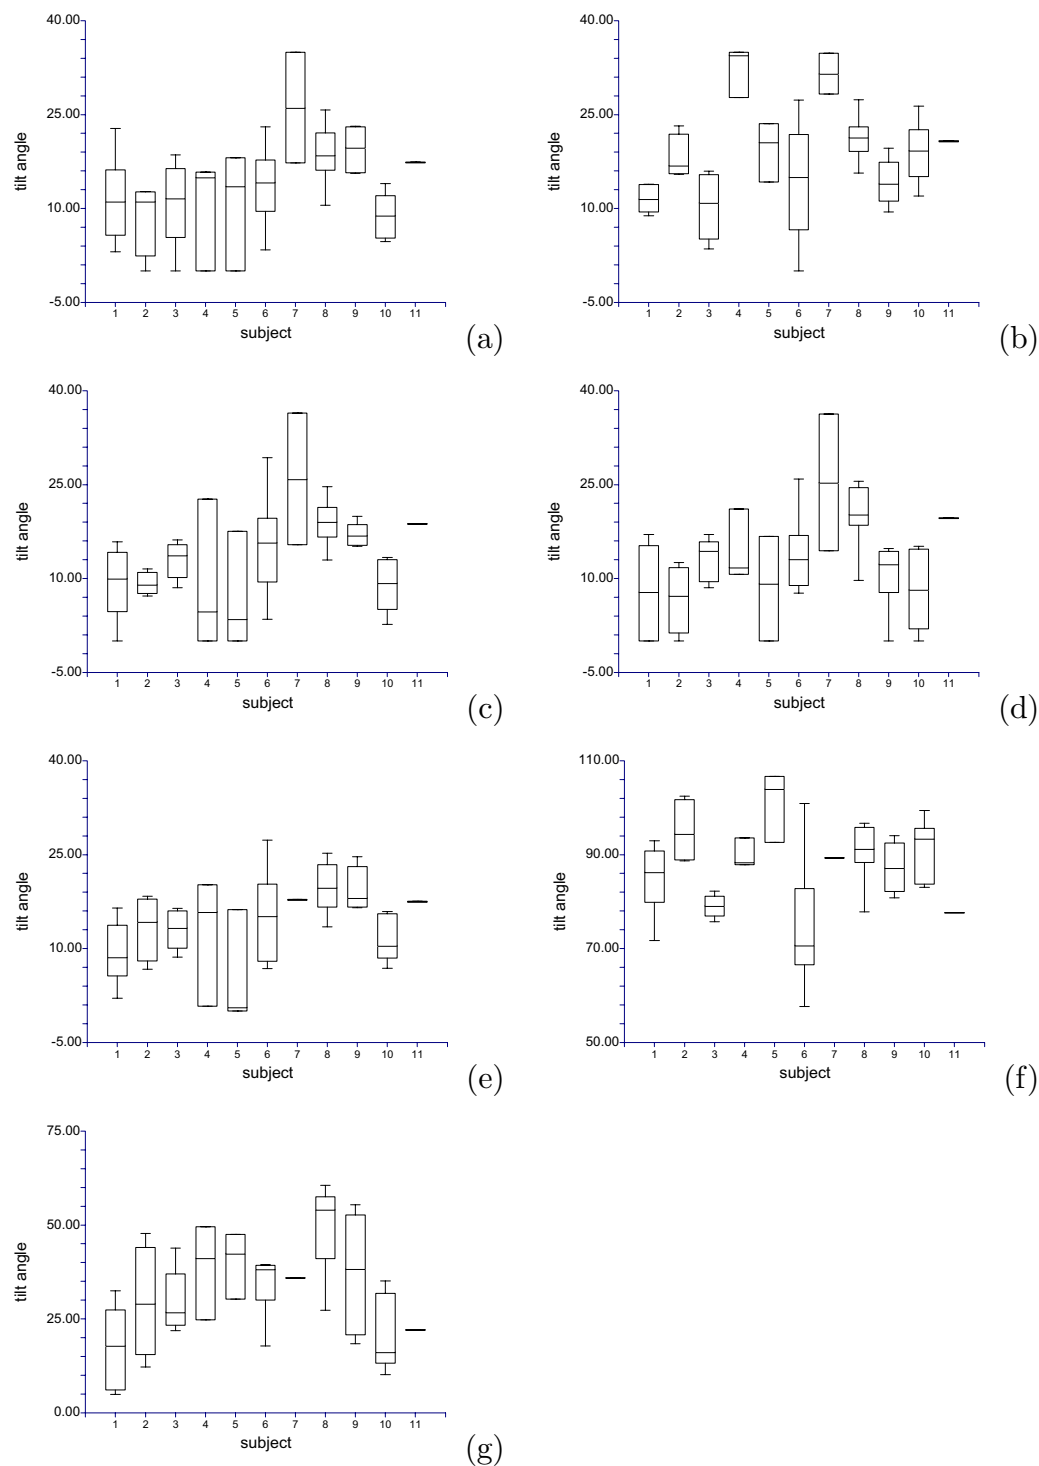 40.00
25.00
10.00
-5.00
tilt angle
1 2 3 4 5 6 7 8 9 10 11
subject
(a)
40.00
25.00
10.00
-5.00
tilt angle
1 2 3 4 5 6 7 8 9 10 11
subject
(b)
40.00
25.00
10.00
-5.00
tilt angle
1 2 3 4 5 6 7 8 9 10 11
subject
(c)
40.00
25.00
10.00
-5.00
tilt angle
1 2 3 4 5 6 7 8 9 10 11
subject
(d)
40.00
25.00
10.00
-5.00
tilt angle
1 2 3 4 5 6 7 8 9 10 11
subject
(e)
110.00
90.00
70.00
50.00
tilt angle
1 2 3 4 5 6 7 8 9 10 11
subject
(f)
75.00
50.00
25.00
0.00
tilt angle
1 2 3 4 5 6 7 8 9 10 11
subject
(g)